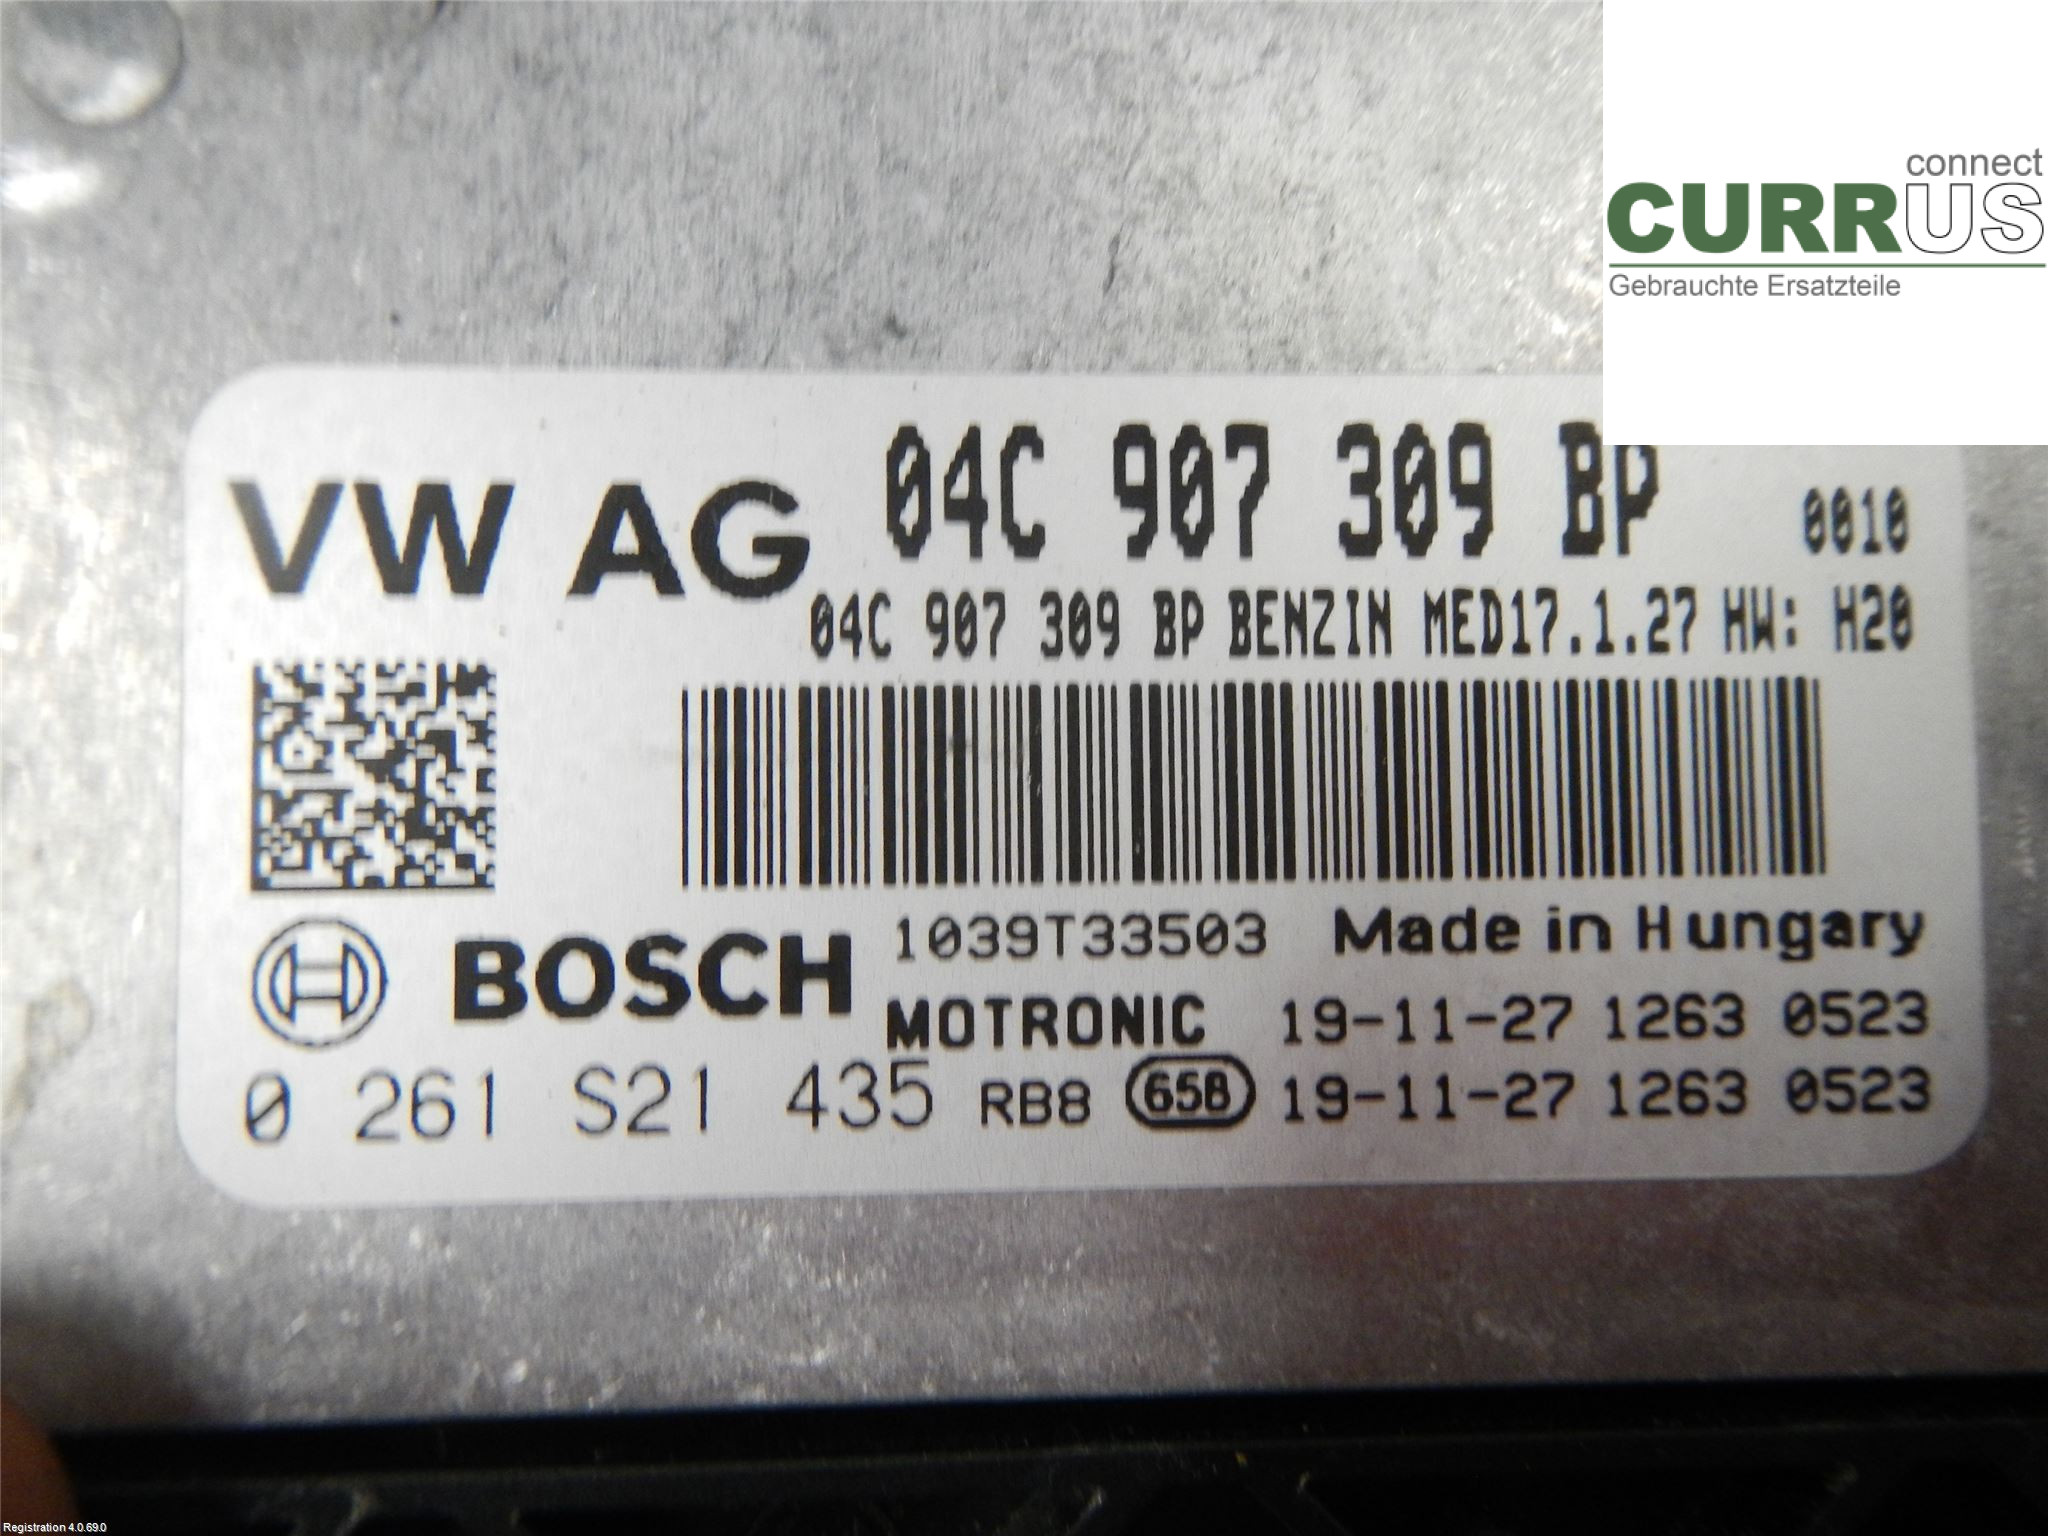 connect
CURRUS
Gebrauchte Ersatzteile
VW AG 04C 907 309 BP 0010
04C 907 309 BP BENZIN MED17.1.27 HW: H20
BOSCH 1039T33503 Made in Hungary
MOTRONIC 19-11-27 1263 0523
0 261 S21 435 RB8 65B 19-11-27 1263 0523
Registration 4.0.69.0